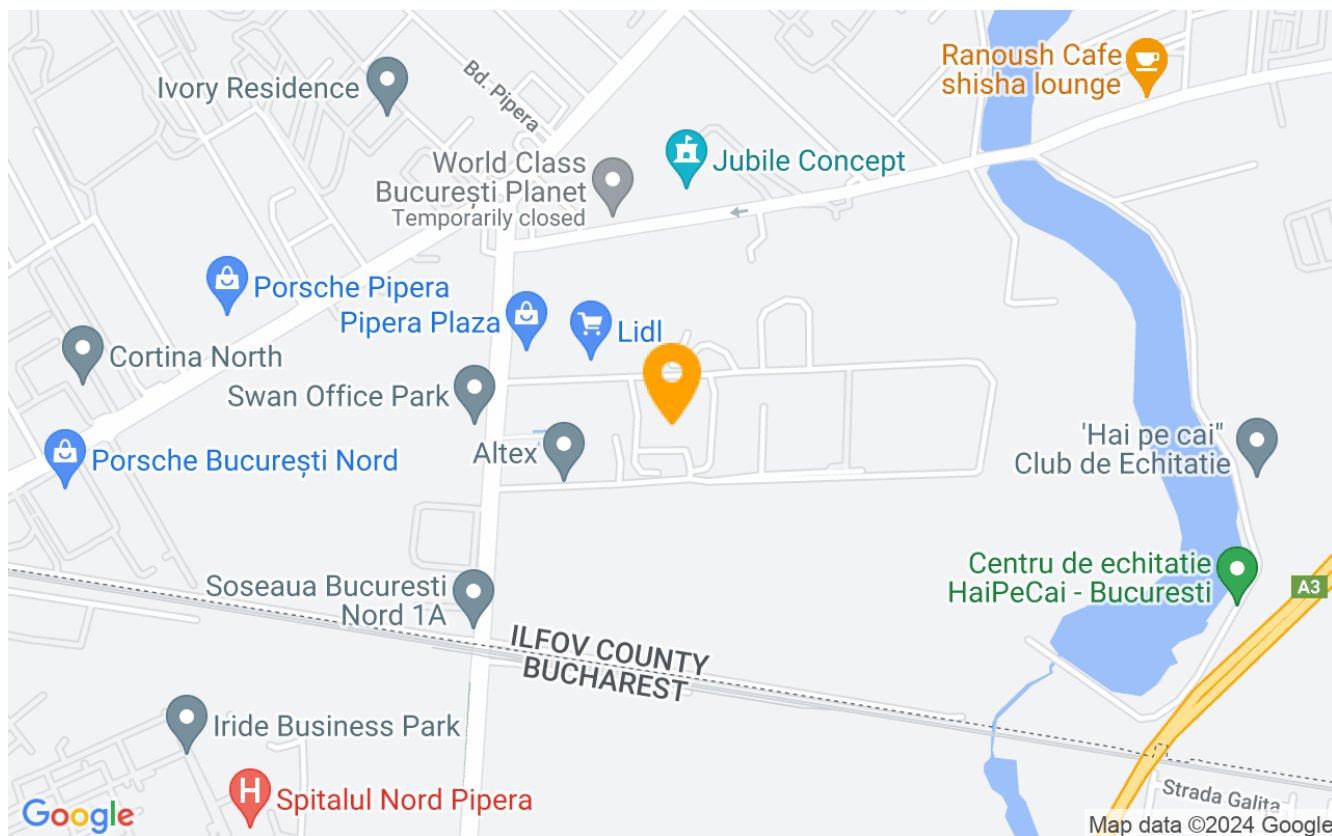 Ranoush Cafe
shisha lounge
Ivory Residence
Bd. Pipera
World Class
București Planet
Temporarily closed
Jubile Concept
Porsche Pipera
Pipera Plaza
Lidl
Cortina North
Swan Office Park
Altex
'Hai pe cai"
Club de Echitatie
Porsche București Nord
Centru de echitatie
HaiPeCai - Bucuresti
A3
Soseaua Bucuresti
Nord 1A
ILFOV COUNTY
BUCHAREST
Iride Business Park
H
Spitalul Nord Pipera
Strada Galita
Google
Map data ©2024 Google